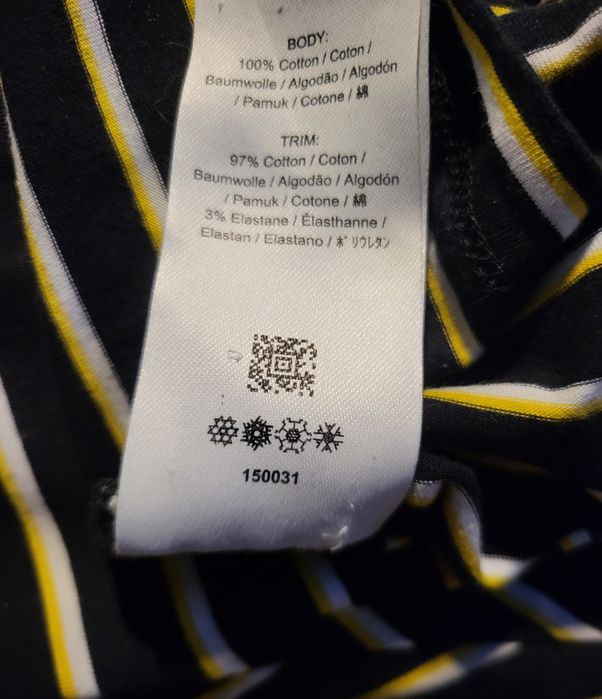 BODY:
100% Cotton / Coton /
Baumwolle / Algodão / Algodón
/ Pamuk / Cotone / 綿
TRIM:
97% Cotton / Coton /
Baumwolle / Algodão / Algodón
/ Pamuk / Cotone / 綿
3% Elastane / Élasthanne /
Elastan / Elastano / ポリウレタン
150031